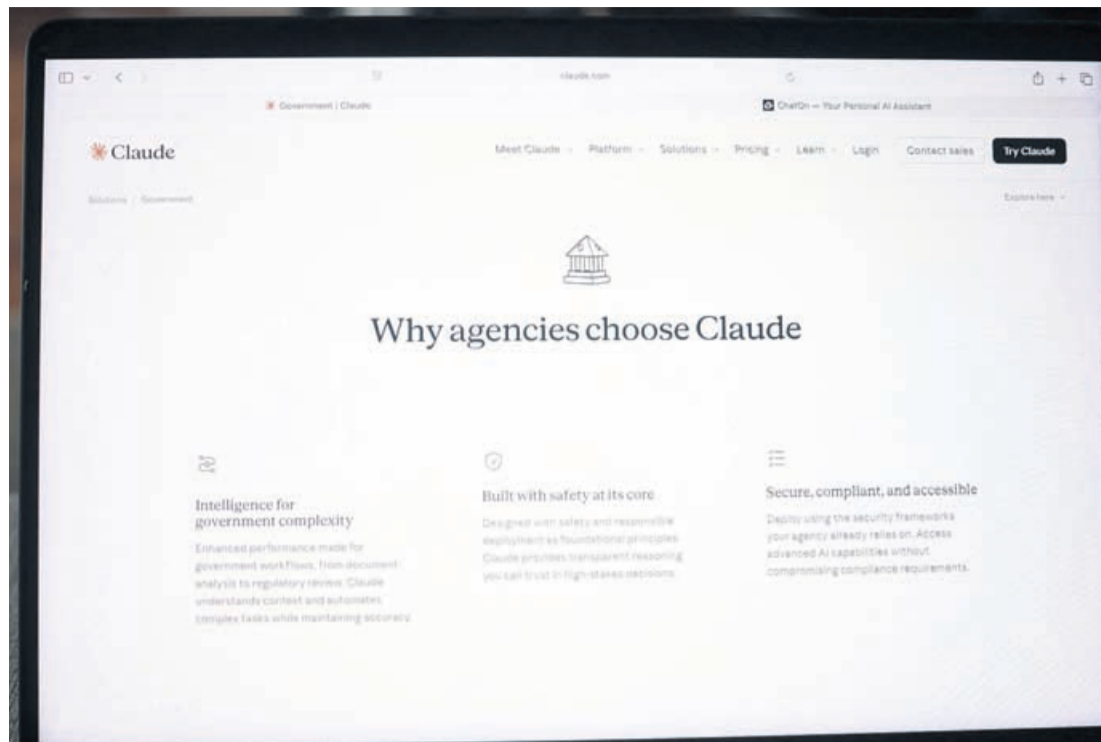 claude.com
Government | Claude
ChatOn — Your Personal AI Assistant
Claude
Meet Claude Platform Solutions Pricing Learn Login Contact sales Try Claude
Solutions / Government
Explore here
Why agencies choose Claude
Intelligence for
government complexity
Enhanced performance made for
government workflows, from document
analysis to regulatory review. Claude
understands context and automates
complex tasks while maintaining accuracy.
Built with safety at its core
Designed with safety and responsible
deployment as foundational principles.
Claude provides transparent reasoning
you can trust in high-stakes decisions.
Secure, compliant, and accessible
Deploy using the security frameworks
your agency already relies on. Access
advanced AI capabilities without
compromising compliance requirements.